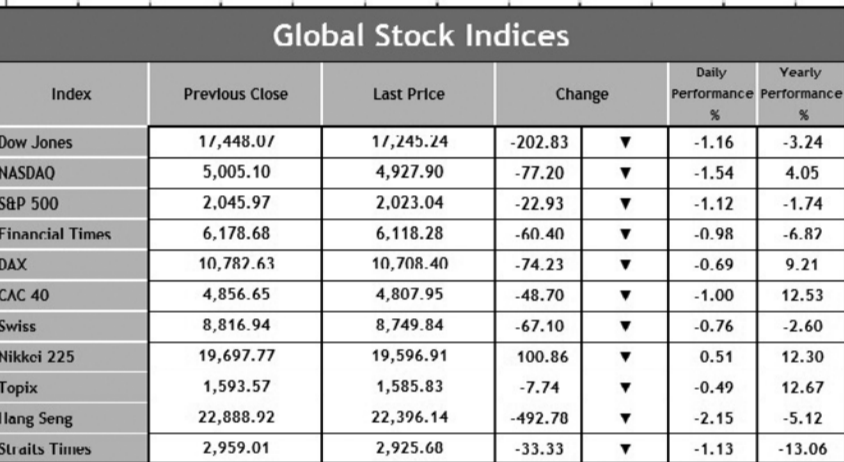 Global Stock Indices
Index Previous Close Last Price Change Daily Performance % Yearly Performance %
Dow Jones 17,448.07 17,245.24 -202.83 ▼ -1.16 -3.24
NASDAQ 5,005.10 4,927.90 -77.20 ▼ -1.54 4.05
S&P 500 2,045.97 2,023.04 -22.93 ▼ -1.12 -1.74
Financial Times 6,178.68 6,118.28 -60.40 ▼ -0.98 -6.82
DAX 10,782.63 10,708.40 -74.23 ▼ -0.69 9.21
CAC 40 4,856.65 4,807.95 -48.70 ▼ -1.00 12.53
Swiss 8,816.94 8,749.84 -67.10 ▼ -0.76 -2.60
Nikkei 225 19,697.77 19,596.91 100.86 ▼ 0.51 12.30
Topix 1,593.57 1,585.83 -7.74 ▼ -0.49 12.67
Hang Seng 22,888.92 22,396.14 -492.78 ▼ -2.15 -5.12
Straits Times 2,959.01 2,925.68 -33.33 ▼ -1.13 -13.06